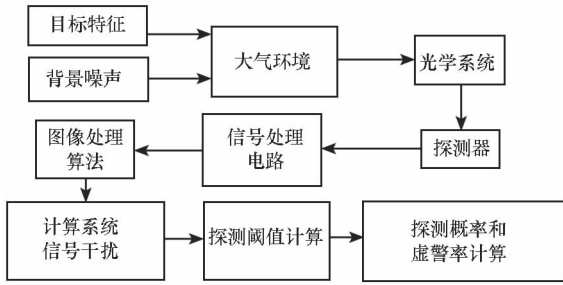 目标特征
背景噪声
大气环境
光学系统
探测器
信号处理
电路
图像处理
算法
计算系统
信号干扰
探测阈值计算
探测概率和
虚警率计算